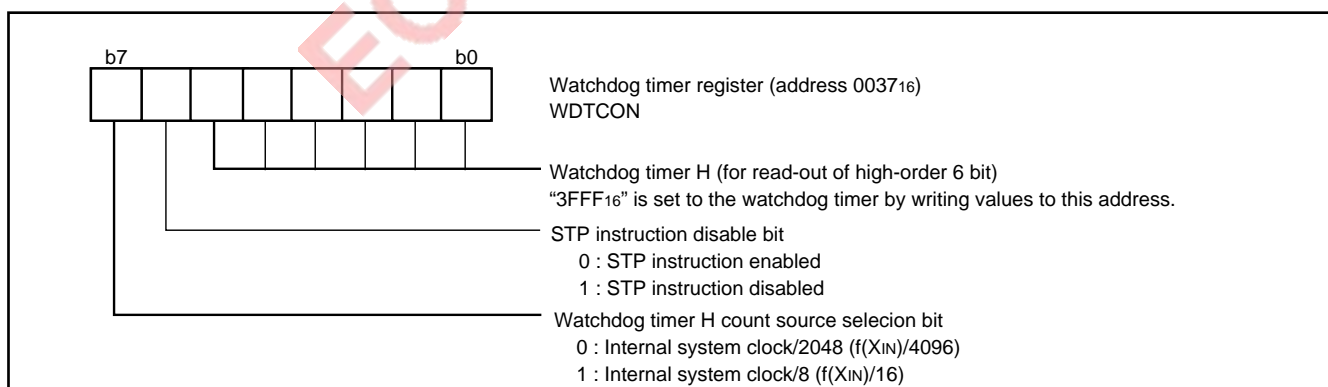 b7 b0
Watchdog timer register (address 003716)
WDTCON
Watchdog timer H (for read-out of high-order 6 bit)
“3FFF16” is set to the watchdog timer by writing values to this address.
STP instruction disable bit
0 : STP instruction enabled
1 : STP instruction disabled
Watchdog timer H count source selecion bit
0 : Internal system clock/2048 (f(XIN)/4096)
1 : Internal system clock/8 (f(XIN)/16)